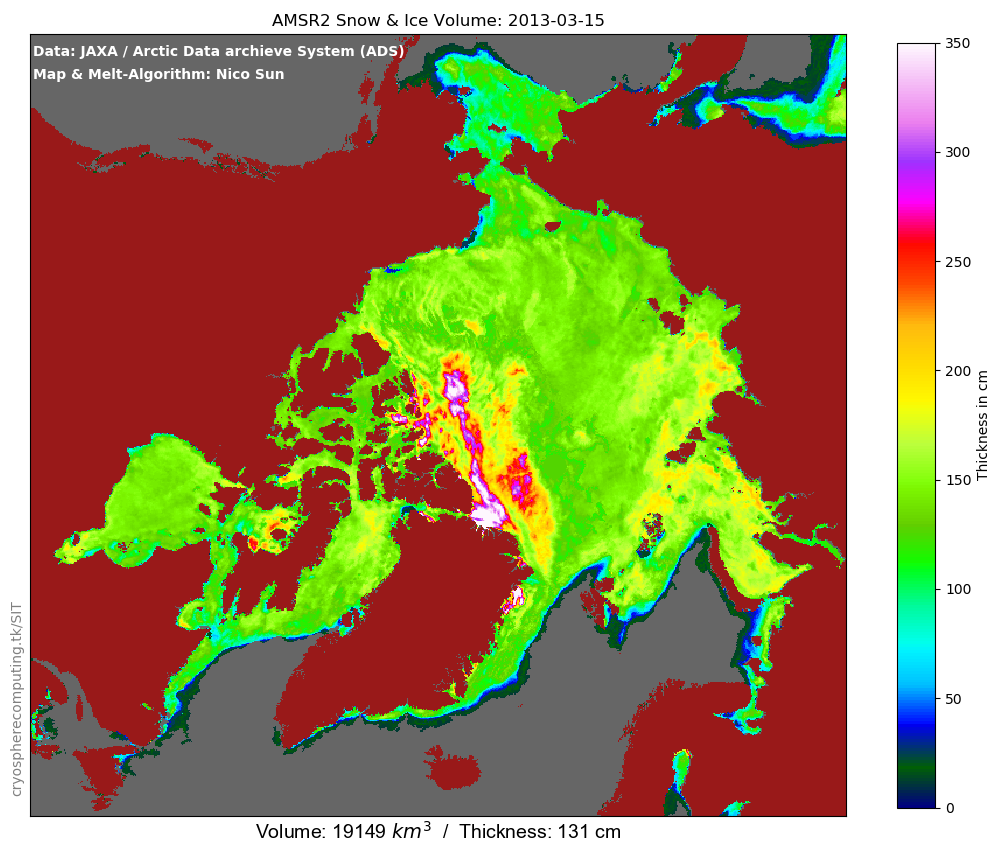 AMSR2 Snow & Ice Volume: 2013-03-15
Data: JAXA / Arctic Data archieve System (ADS)
Map & Melt-Algorithm: Nico Sun
350
300
250
200
150
100
50
0
Thickness in cm
cryospherecomputing.tk/SIT
Volume: 19149 km³ / Thickness: 131 cm